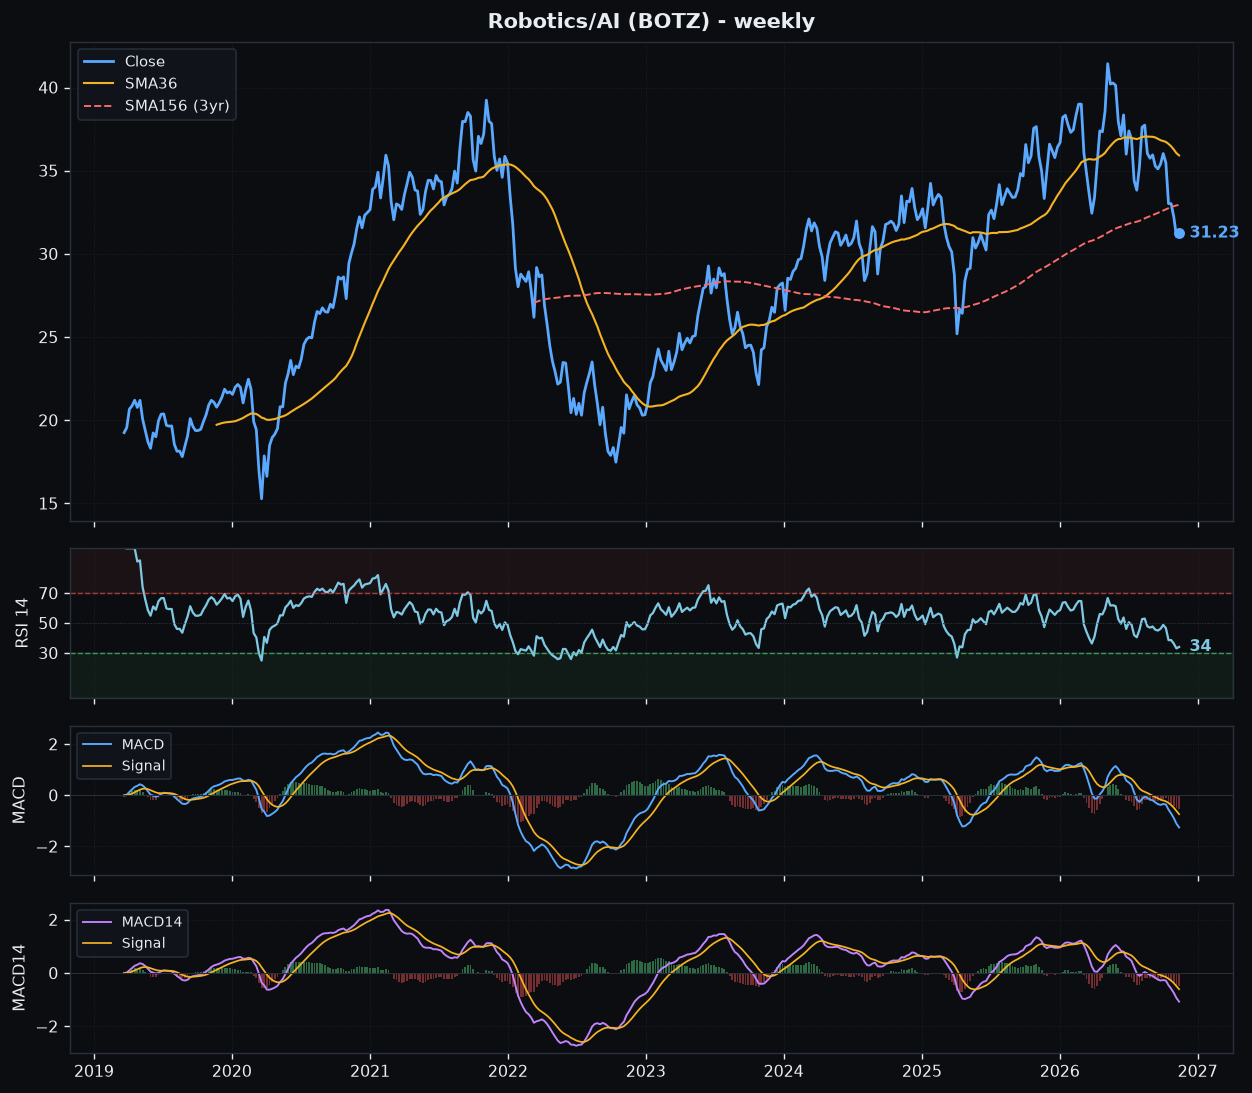 Robotics/AI (BOTZ) - weekly
Close
SMA36
SMA156 (3yr)
40
35
30
25
20
15
31.23
RSI 14
70
50
30
34
MACD
MACD
Signal
2
0
−2
MACD14
MACD14
Signal
2
0
−2
2019 2020 2021 2022 2023 2024 2025 2026 2027